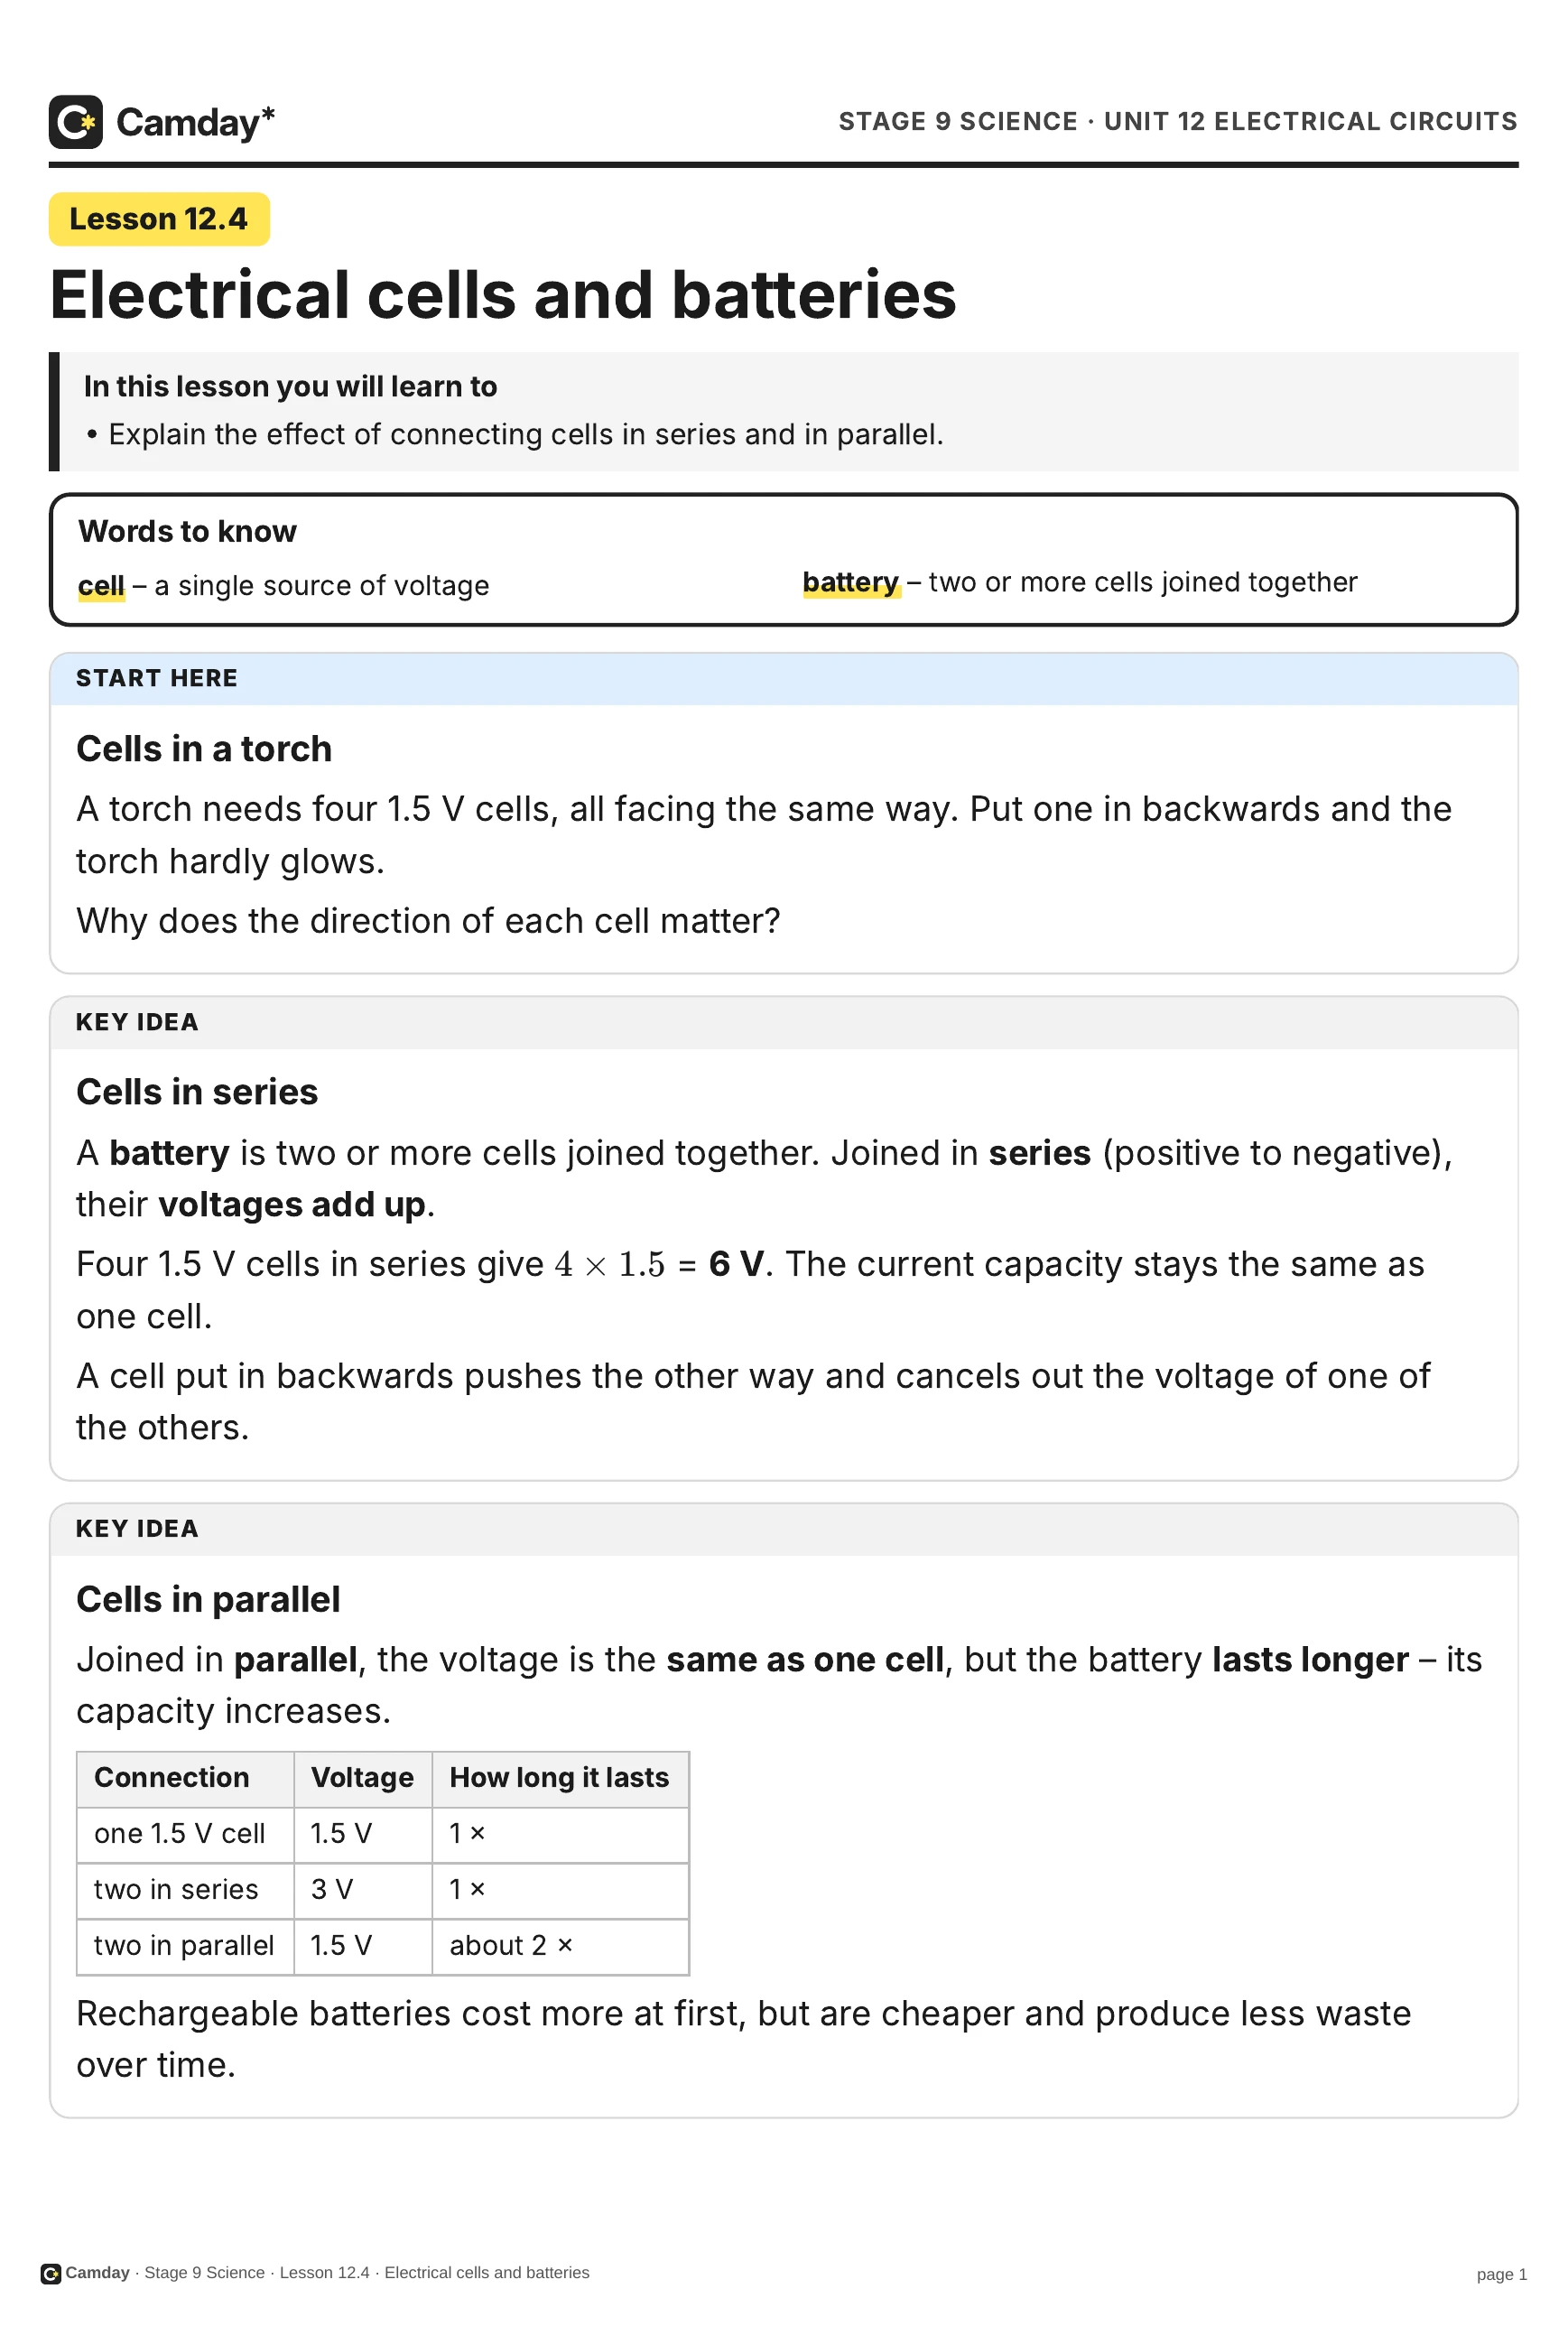 Camday*
STAGE 9 SCIENCE · UNIT 12 ELECTRICAL CIRCUITS
Lesson 12.4
Electrical cells and batteries
In this lesson you will learn to
• Explain the effect of connecting cells in series and in parallel.
Words to know
cell – a single source of voltage
battery – two or more cells joined together
START HERE
Cells in a torch
A torch needs four 1.5 V cells, all facing the same way. Put one in backwards and the
torch hardly glows.
Why does the direction of each cell matter?
KEY IDEA
Cells in series
A battery is two or more cells joined together. Joined in series (positive to negative),
their voltages add up.
Four 1.5 V cells in series give 4 × 1.5 = 6 V. The current capacity stays the same as
one cell.
A cell put in backwards pushes the other way and cancels out the voltage of one of
the others.
KEY IDEA
Cells in parallel
Joined in parallel, the voltage is the same as one cell, but the battery lasts longer – its
capacity increases.
Connection Voltage How long it lasts
one 1.5 V cell 1.5 V 1 ×
two in series 3 V 1 ×
two in parallel 1.5 V about 2 ×
Rechargeable batteries cost more at first, but are cheaper and produce less waste
over time.
Camday · Stage 9 Science · Lesson 12.4 · Electrical cells and batteries
page 1